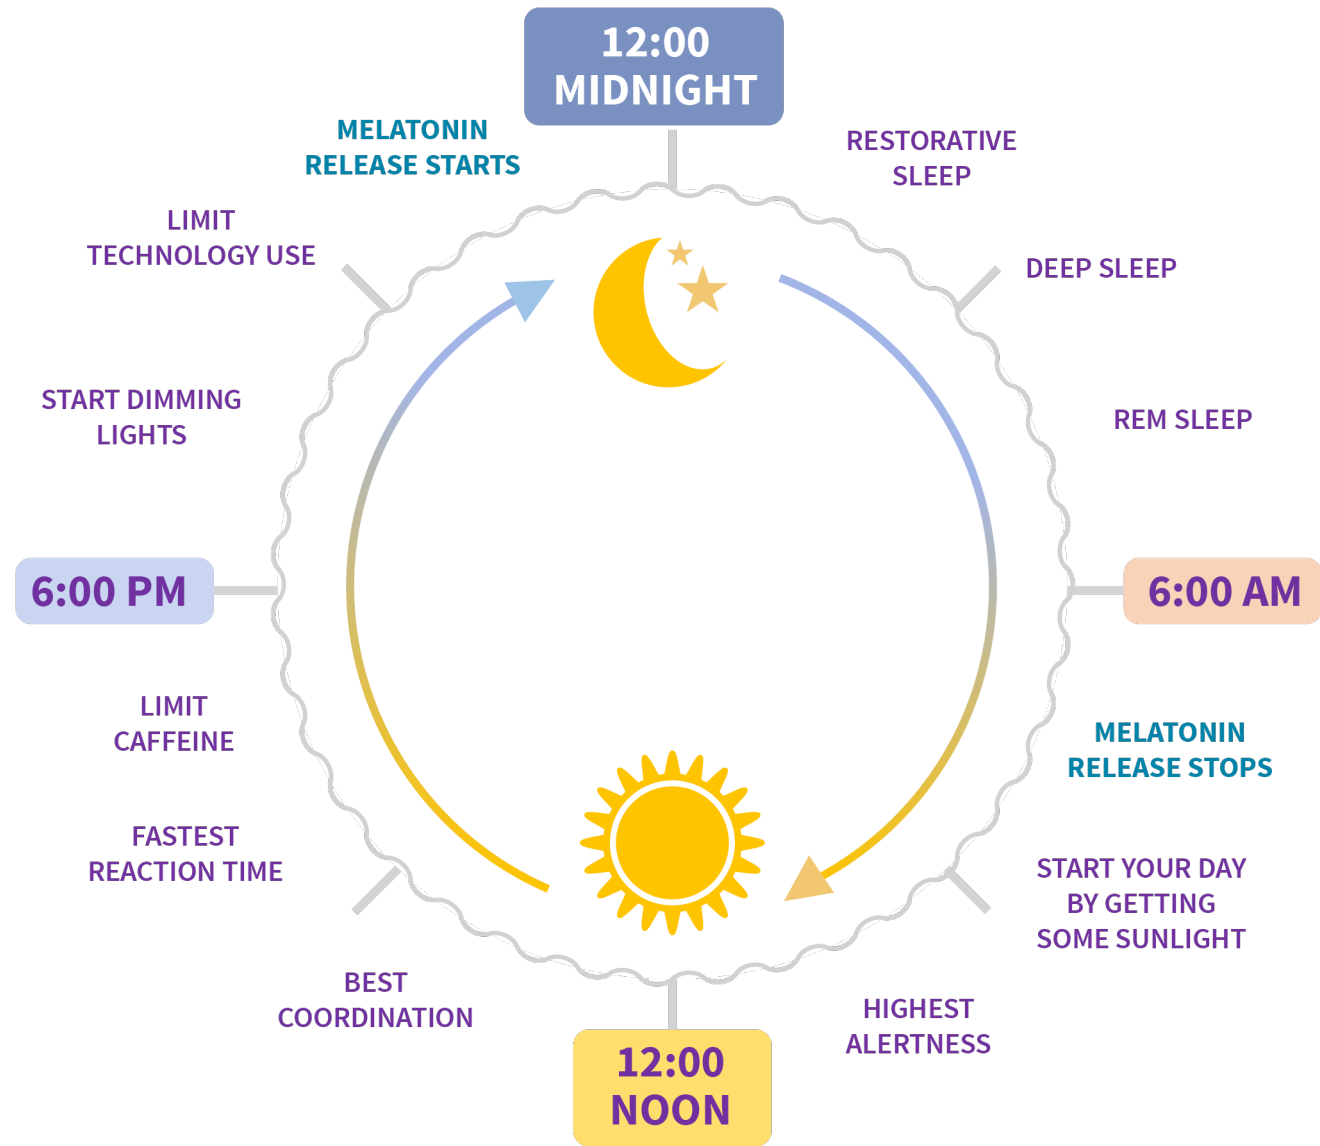 12:00
MIDNIGHT
RESTORATIVE
SLEEP
DEEP SLEEP
REM SLEEP
6:00 AM
MELATONIN
RELEASE STOPS
START YOUR DAY
BY GETTING
SOME SUNLIGHT
HIGHEST
ALERTNESS
12:00
NOON
BEST
COORDINATION
FASTEST
REACTION TIME
LIMIT
CAFFEINE
6:00 PM
START DIMMING
LIGHTS
LIMIT
TECHNOLOGY USE
MELATONIN
RELEASE STARTS